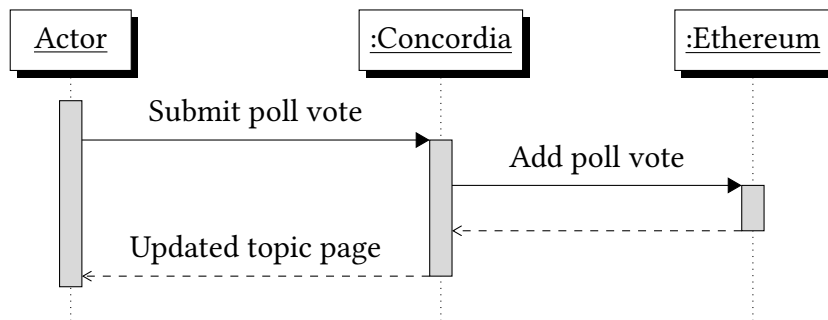 Actor
:Concordia
:Ethereum
Submit poll vote
Add poll vote
Updated topic page